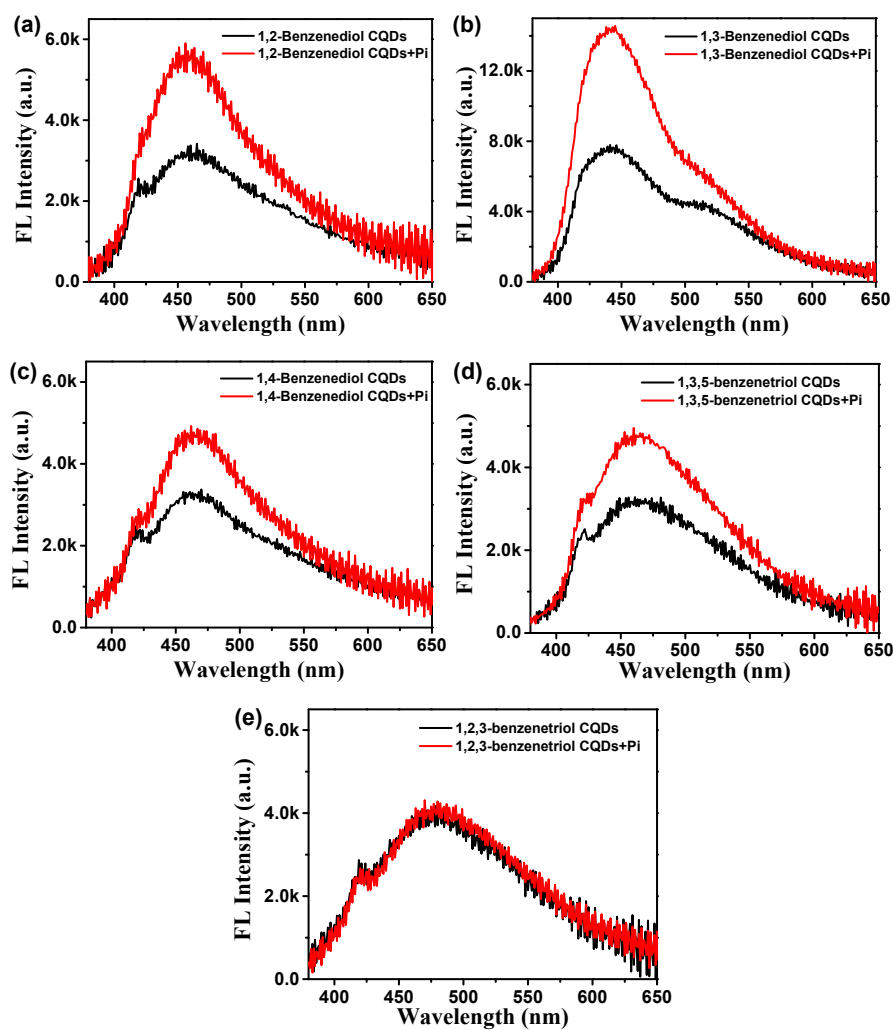 (a)
1,2-Benzenediol CQDs
1,2-Benzenediol CQDs+Pi
6.0k
4.0k
2.0k
0.0
FL Intensity (a.u.)
400 450 500 550 600 650
Wavelength (nm)
(b)
1,3-Benzenediol CQDs
1,3-Benzenediol CQDs+Pi
12.0k
8.0k
4.0k
0.0
FL Intensity (a.u.)
400 450 500 550 600 650
Wavelength (nm)
(c)
1,4-Benzenediol CQDs
1,4-Benzenediol CQDs+Pi
6.0k
4.0k
2.0k
0.0
FL Intensity (a.u.)
400 450 500 550 600 650
Wavelength (nm)
(d)
1,3,5-benzenetriol CQDs
1,3,5-benzenetriol CQDs+Pi
6.0k
4.0k
2.0k
0.0
FL Intensity (a.u.)
400 450 500 550 600 650
Wavelength (nm)
(e)
1,2,3-benzenetriol CQDs
1,2,3-benzenetriol CQDs+Pi
6.0k
4.0k
2.0k
0.0
FL Intensity (a.u.)
400 450 500 550 600 650
Wavelength (nm)